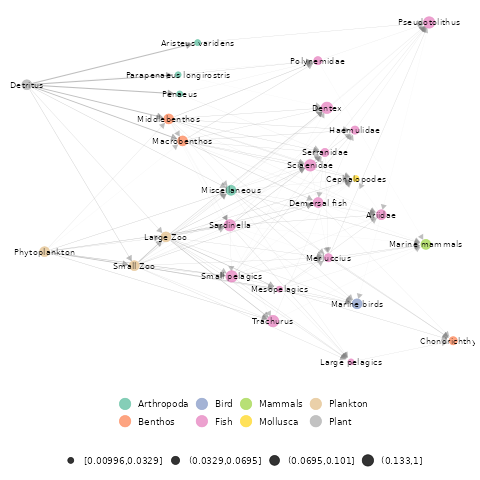 Pseupotolithus
Aristeus varidens
Polynemidae
Parapenaeus longirostris
Detritus
Penaeus
Dentex
Middlebenthos
Haemulidae
Macrobenthos
Serranidae
Sciaenidae
Cephalopodes
Miscellaneous
Demersal fish
Ariidae
Sardinella
Large Zoo
Marine mammals
Phytoplankton
Merluccius
Small Zoo
Small pelagics
Mesopelagics
Marine birds
Trachurus
Chondrichthy
Large pelagics
Arthropoda Bird Mammals Plankton
Benthos Fish Mollusca Plant
[0.00996,0.0329] (0.0329,0.0695] (0.0695,0.101] (0.133,1]